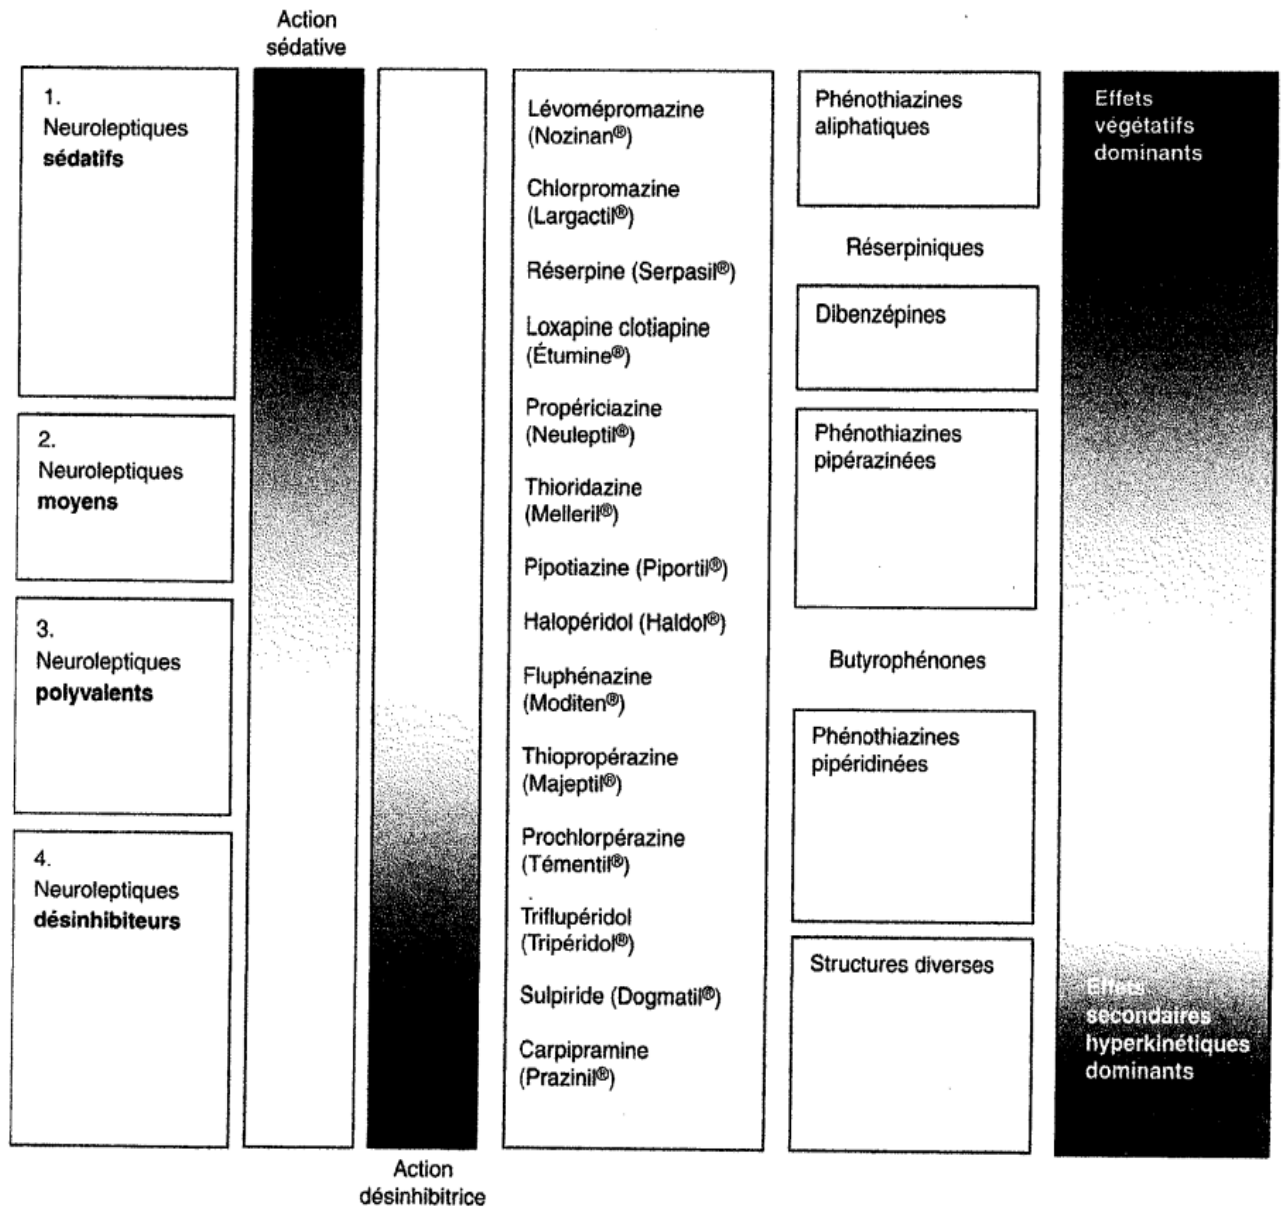 Action
sédative
1.
Neuroleptiques
sédatifs
2.
Neuroleptiques
moyens
3.
Neuroleptiques
polyvalents
4.
Neuroleptiques
désinhibiteurs
Action
désinhibitrice
Lévomépromazine
(Nozinan®)
Chlorpromazine
(Largactil®)
Réserpine (Serpasil®)
Loxapine clotiapine
(Étumine®)
Propériciazine
(Neuleptil®)
Thioridazine
(Melleril®)
Pipotiazine (Piportil®)
Halopéridol (Haldol®)
Fluphénazine
(Moditen®)
Thiopropérazine
(Majeptil®)
Prochlorpérazine
(Témentil®)
Triflupéridol
(Tripéridol®)
Sulpiride (Dogmatil®)
Carpipramine
(Prazinil®)
Phénothiazines
aliphatiques
Réserpiniques
Dibenzépines
Phénothiazines
pipérazinées
Butyrophénones
Phénothiazines
pipéridinées
Structures diverses
Effets
végétatifs
dominants
Effets
secondaires
hyperkinétiques
dominants